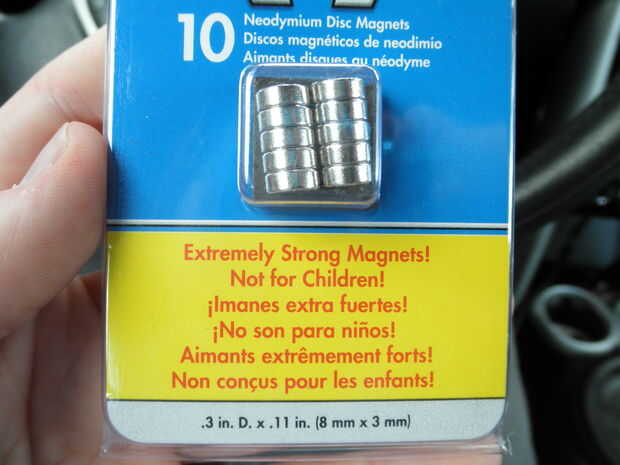 10
Neodymium Disc Magnets
Discos magnéticos de neodimio
Aimants disques au néodyme
Extremely Strong Magnets!
Not for Children!
¡Imanes extra fuertes!
¡No son para niños!
Aimants extrêmement forts!
Non conçus pour les enfants!
.3 in. D. x .11 in. (8 mm x 3 mm)